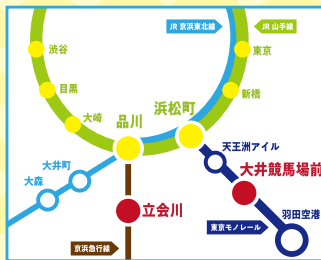 JR 京浜東北線
JR 山手線
渋谷
東京
目黒
新橋
浜松町
大崎
品川
天王洲アイル
大井町
大井競馬場前
大森
立会川
羽田空港
東京モノレール
京浜急行線